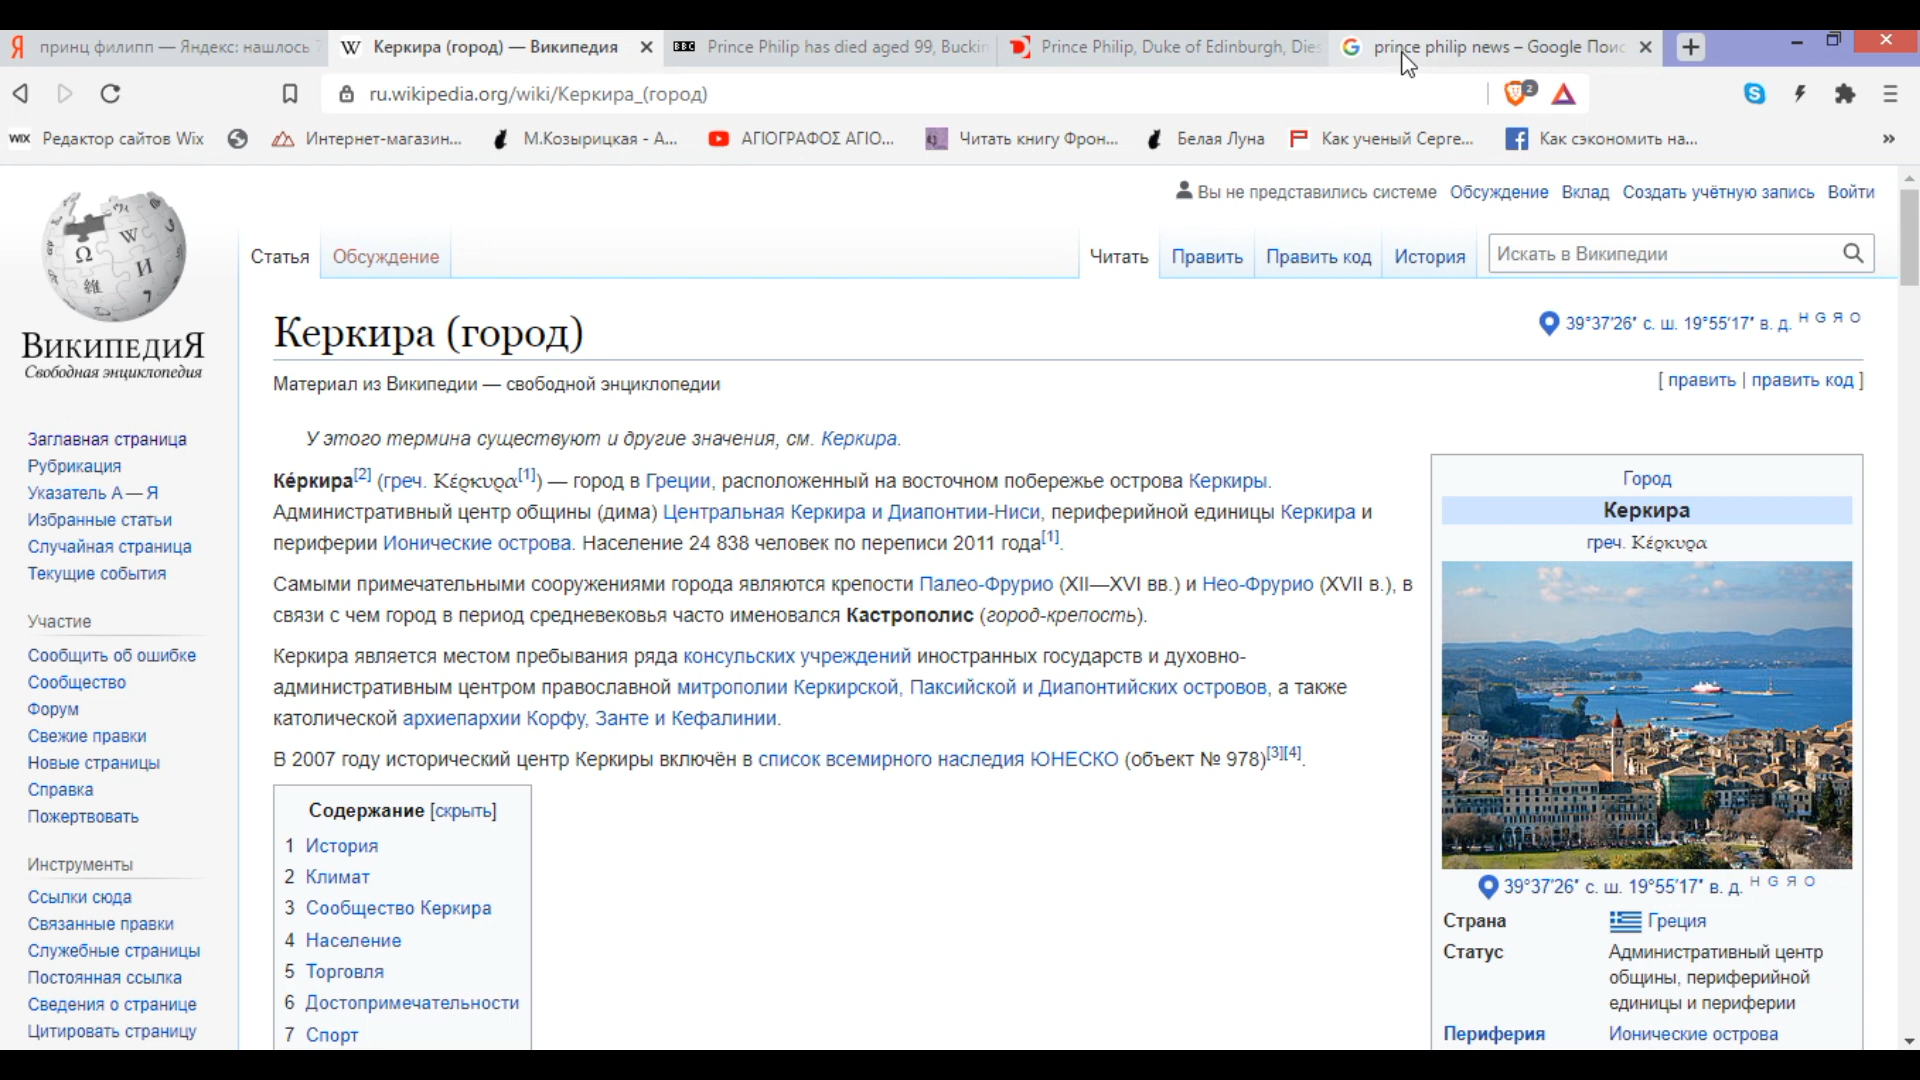 принц филипп — Яндекс: нашлось
Керкира (город) — Википедия
BBC Prince Philip has died aged 99, Buckin
Prince Philip, Duke of Edinburgh, Dies
prince philip news – Google Поис
ru.wikipedia.org/wiki/Керкира_(город)
2
WIX Редактор сайтов Wix
Интернет-магазин...
М.Козырицкая - А...
ΑΓΙΟΓΡΑΦΟΣ ΑΓΙΟ...
Читать книгу Фрон...
Белая Луна
Как ученый Серге...
Как сэкономить на...
»
Вы не представились системе Обсуждение Вклад Создать учётную запись Войти
Статья Обсуждение Читать Править Править код История Искать в Википедии
ВИКИПЕДИЯ
Свободная энциклопедия
Заглавная страница
Рубрикация
Указатель А — Я
Избранные статьи
Случайная страница
Текущие события
Участие
Сообщить об ошибке
Сообщество
Форум
Свежие правки
Новые страницы
Справка
Пожертвовать
Инструменты
Ссылки сюда
Связанные правки
Служебные страницы
Постоянная ссылка
Сведения о странице
Цитировать страницу
Керкира (город)
39°37′26″ с. ш. 19°55′17″ в. д. H G Я O
Материал из Википедии — свободной энциклопедии
[ править | править код ]
У этого термина существуют и другие значения, см. Керкира.
Ке́ркира[2] (греч. Κέρκυρα[1]) — город в Греции, расположенный на восточном побережье острова Керкиры.
Административный центр общины (дима) Центральная Керкира и Диапонтии-Ниси, периферийной единицы Керкира и
периферии Ионические острова. Население 24 838 человек по переписи 2011 года[1].
Самыми примечательными сооружениями города являются крепости Палео-Фрурио (XII—XVI вв.) и Нео-Фрурио (XVII в.), в
связи с чем город в период средневековья часто именовался Кастрополис (город-крепость).
Керкира является местом пребывания ряда консульских учреждений иностранных государств и духовно-
административным центром православной митрополии Керкирской, Паксийской и Диапонтийских островов, а также
католической архиепархии Корфу, Занте и Кефалинии.
В 2007 году исторический центр Керкиры включён в список всемирного наследия ЮНЕСКО (объект № 978)[3][4].
Содержание [скрыть]
1 История
2 Климат
3 Сообщество Керкира
4 Население
5 Торговля
6 Достопримечательности
7 Спорт
Город
Керкира
греч. Κέρκυρα
39°37′26″ с. ш. 19°55′17″ в. д. H G Я O
Страна Греция
Статус Административный центр
общины, периферийной
единицы и периферии
Периферия Ионические острова